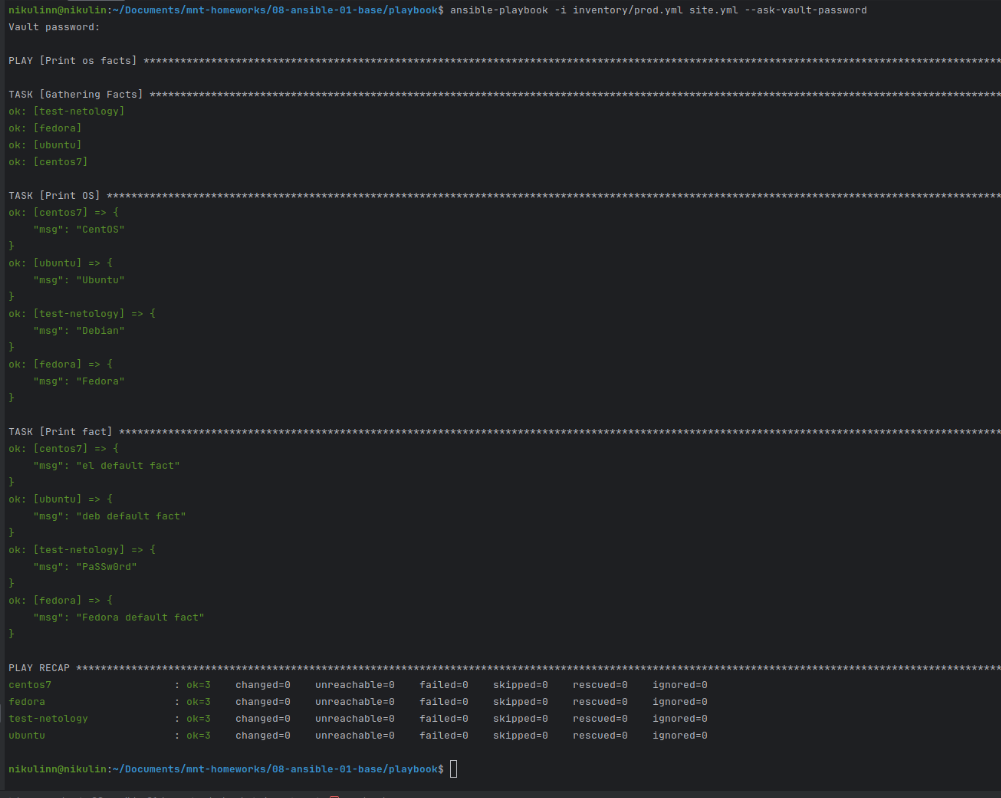 nikulinn@nikulin:~/Documents/mnt-homeworks/08-ansible-01-base/playbook$ ansible-playbook -i inventory/prod.yml site.yml --ask-vault-password
Vault password:
PLAY [Print os facts] ****************************************************************************************************************************************
TASK [Gathering Facts] ***************************************************************************************************************************************
ok: [test-netology]
ok: [fedora]
ok: [ubuntu]
ok: [centos7]
TASK [Print OS] **********************************************************************************************************************************************
ok: [centos7] => {
    "msg": "CentOS"
}
ok: [ubuntu] => {
    "msg": "Ubuntu"
}
ok: [test-netology] => {
    "msg": "Debian"
}
ok: [fedora] => {
    "msg": "Fedora"
}
TASK [Print fact] ********************************************************************************************************************************************
ok: [centos7] => {
    "msg": "el default fact"
}
ok: [ubuntu] => {
    "msg": "deb default fact"
}
ok: [test-netology] => {
    "msg": "PaSSw0rd"
}
ok: [fedora] => {
    "msg": "Fedora default fact"
}
PLAY RECAP ***************************************************************************************************************************************************
centos7                    : ok=3    changed=0    unreachable=0    failed=0    skipped=0    rescued=0    ignored=0
fedora                     : ok=3    changed=0    unreachable=0    failed=0    skipped=0    rescued=0    ignored=0
test-netology              : ok=3    changed=0    unreachable=0    failed=0    skipped=0    rescued=0    ignored=0
ubuntu                     : ok=3    changed=0    unreachable=0    failed=0    skipped=0    rescued=0    ignored=0
nikulinn@nikulin:~/Documents/mnt-homeworks/08-ansible-01-base/playbook$